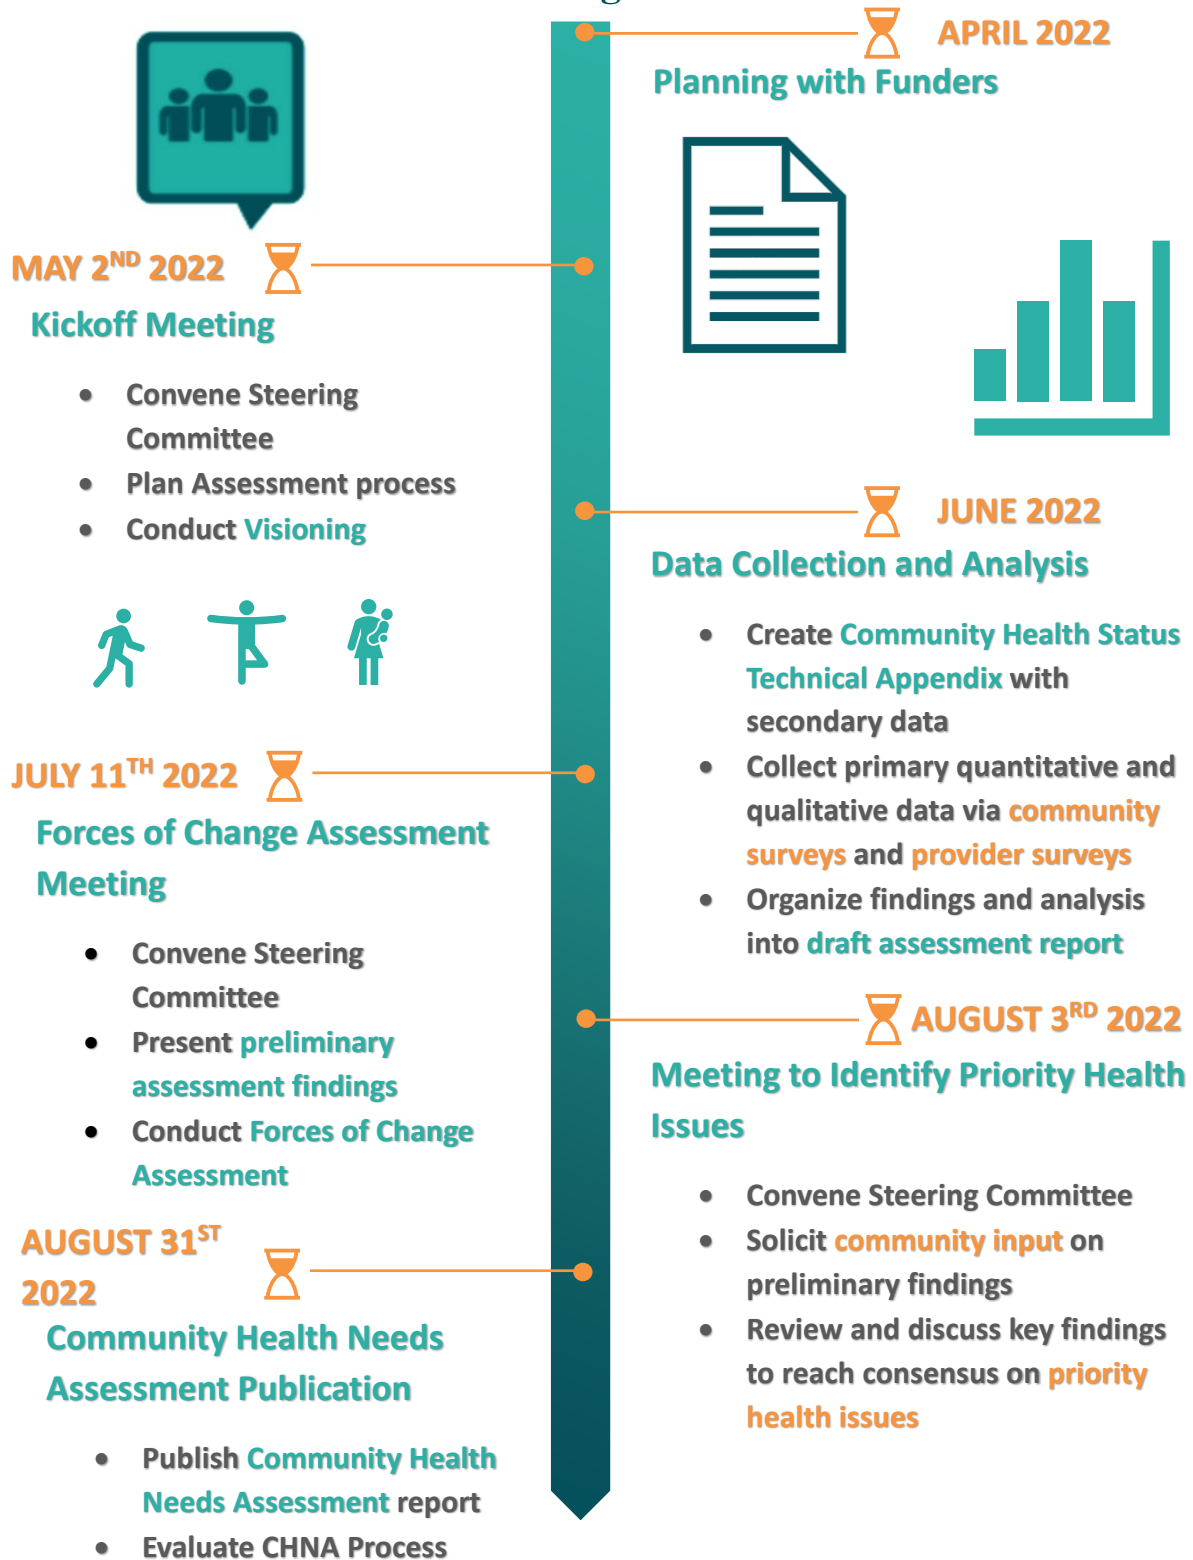 APRIL 2022
Planning with Funders
MAY 2ND 2022
Kickoff Meeting
• Convene Steering
Committee
• Plan Assessment process
• Conduct Visioning
JUNE 2022
Data Collection and Analysis
• Create Community Health Status
Technical Appendix with
secondary data
• Collect primary quantitative and
qualitative data via community
surveys and provider surveys
• Organize findings and analysis
into draft assessment report
JULY 11TH 2022
Forces of Change Assessment
Meeting
• Convene Steering
Committee
• Present preliminary
assessment findings
• Conduct Forces of Change
Assessment
AUGUST 3RD 2022
Meeting to Identify Priority Health
Issues
• Convene Steering Committee
• Solicit community input on
preliminary findings
• Review and discuss key findings
to reach consensus on priority
health issues
AUGUST 31ST
2022
Community Health Needs
Assessment Publication
• Publish Community Health
Needs Assessment report
• Evaluate CHNA Process